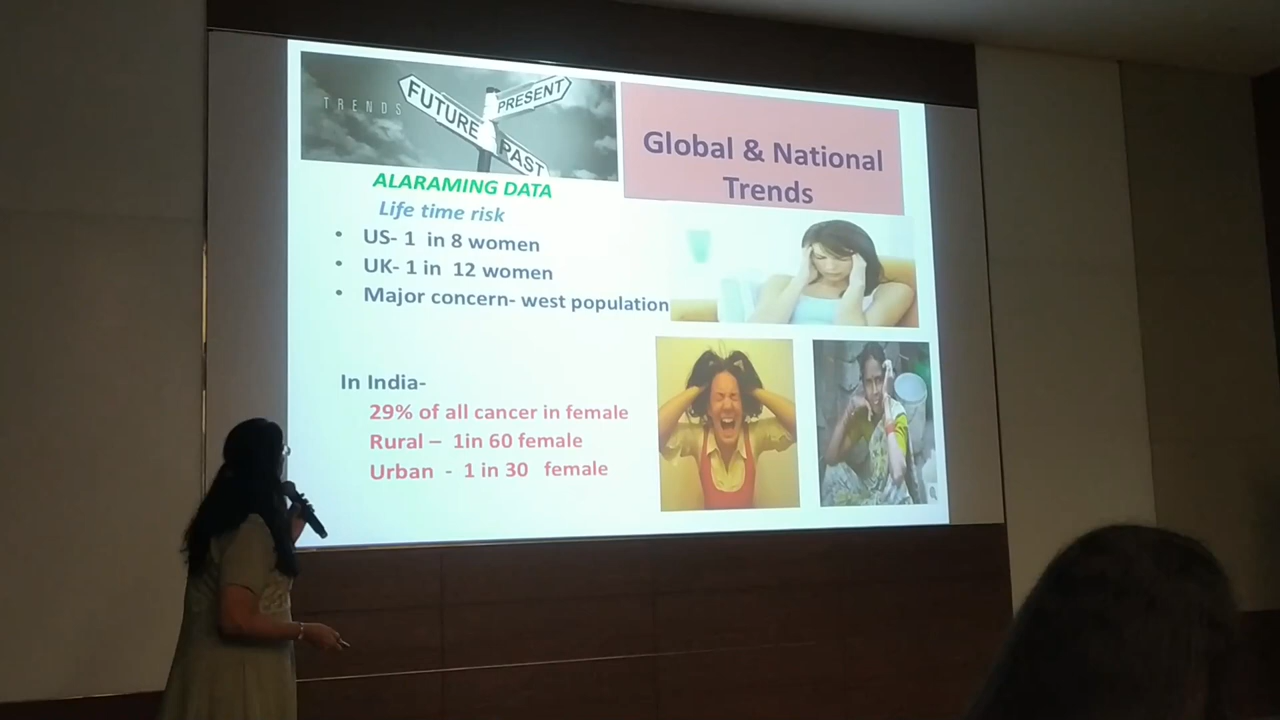 TRENDS
FUTURE
PRESENT
PAST
Global & National
Trends
ALARAMING DATA
Life time risk
• US- 1 in 8 women
• UK- 1 in 12 women
• Major concern- west population
In India-
29% of all cancer in female
Rural – 1in 60 female
Urban - 1 in 30 female